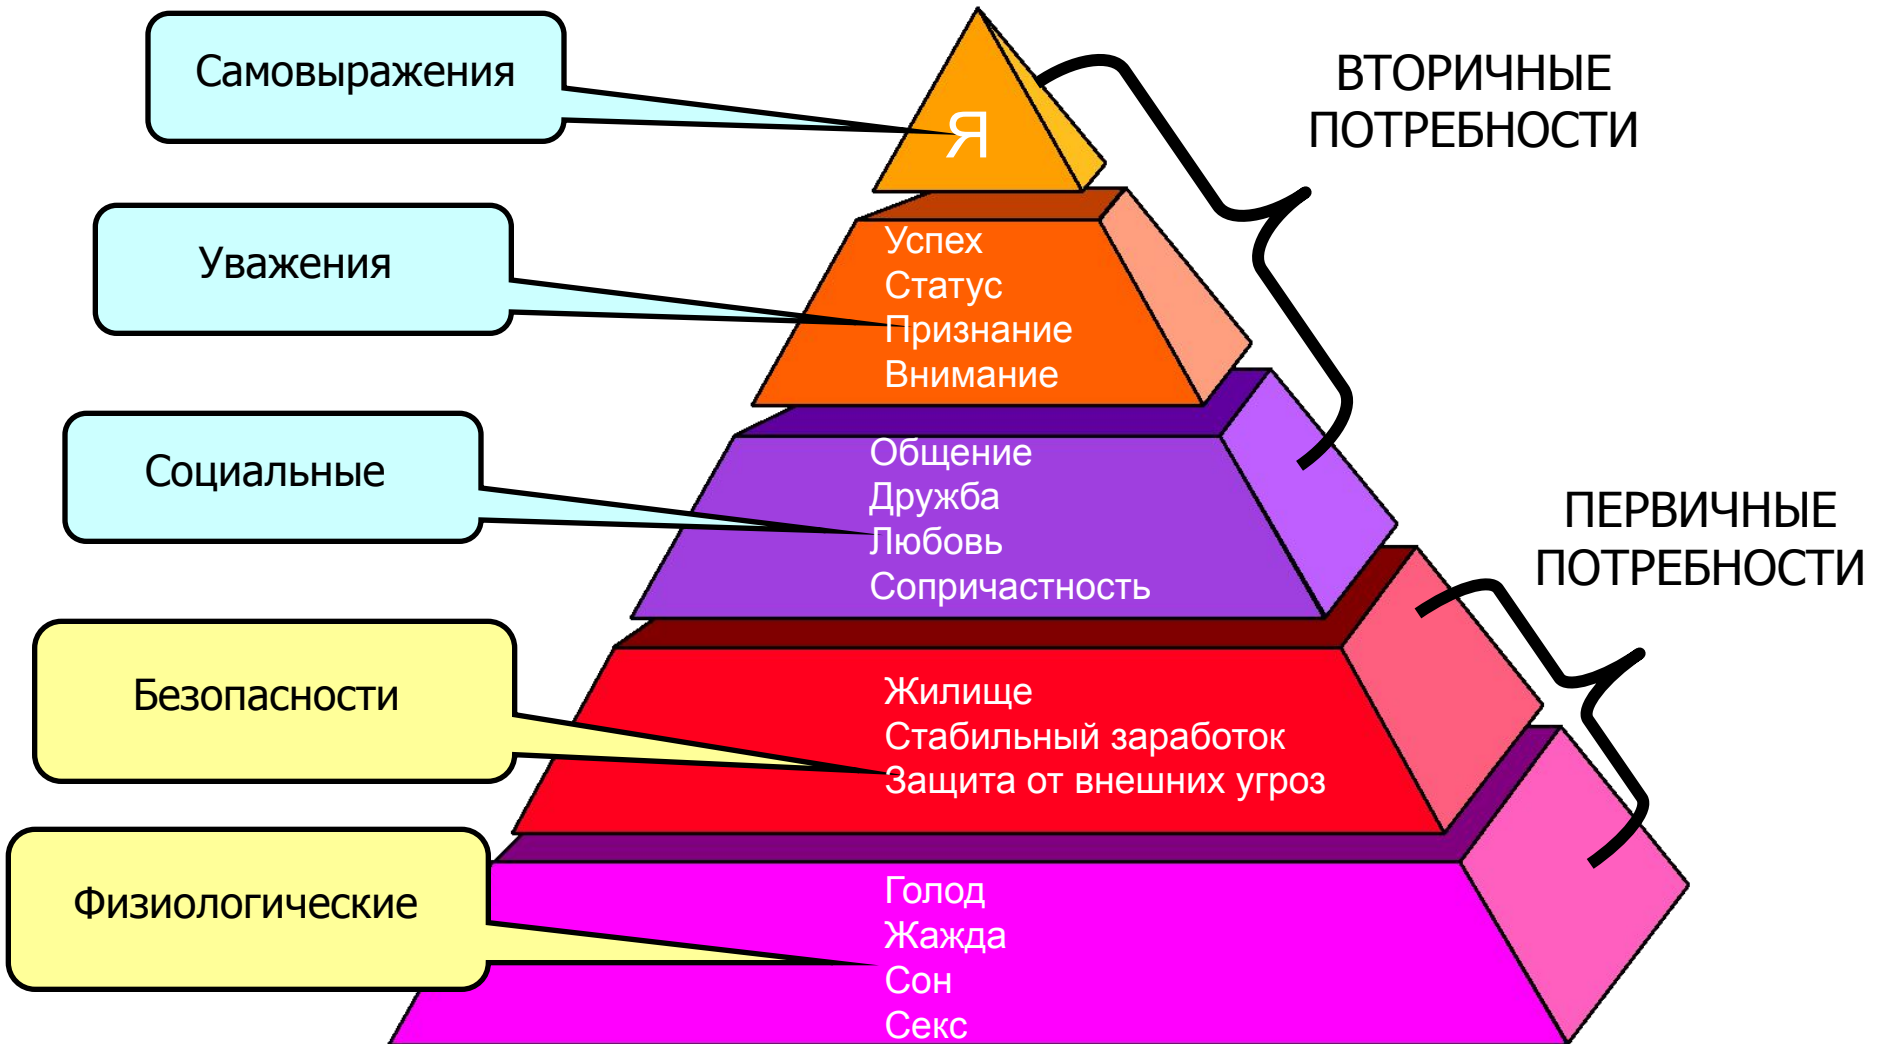 Самовыражения
Я
ВТОРИЧНЫЕ
ПОТРЕБНОСТИ
Уважения
Успех
Статус
Признание
Внимание
Социальные
Общение
Дружба
Любовь
Сопричастность
ПЕРВИЧНЫЕ
ПОТРЕБНОСТИ
Безопасности
Жилище
Стабильный заработок
Защита от внешних угроз
Физиологические
Голод
Жажда
Сон
Секс